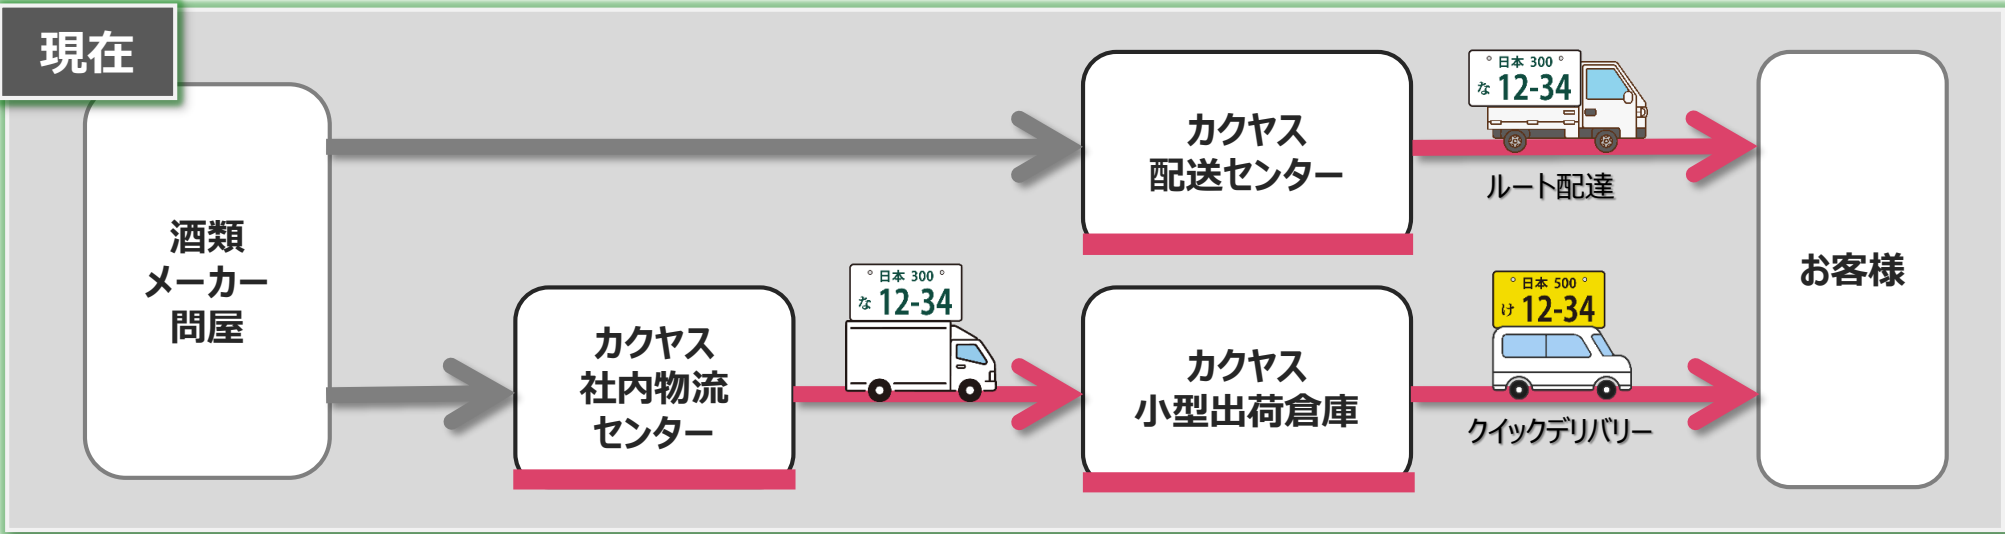 現在
酒類
メーカー
問屋
カクヤス
配送センター
日本 300
な 12-34
ルート配達
カクヤス
社内物流
センター
日本 300
な 12-34
カクヤス
小型出荷倉庫
日本 500
け 12-34
クイックデリバリー
お客様